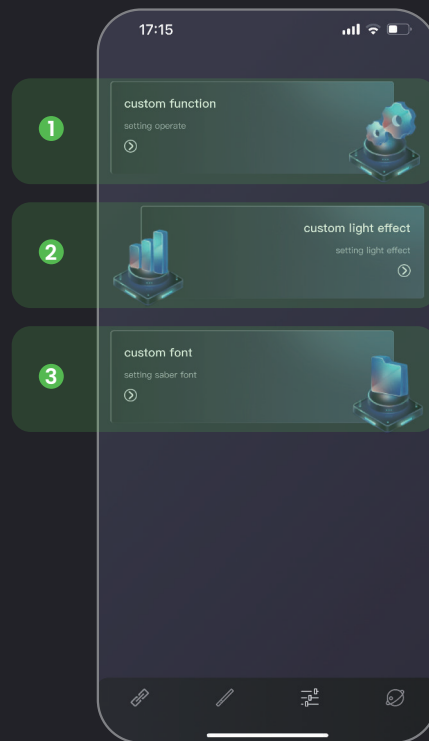 17:15
1
custom function
setting operate
2
custom light effect
setting light effect
3
custom font
setting saber font